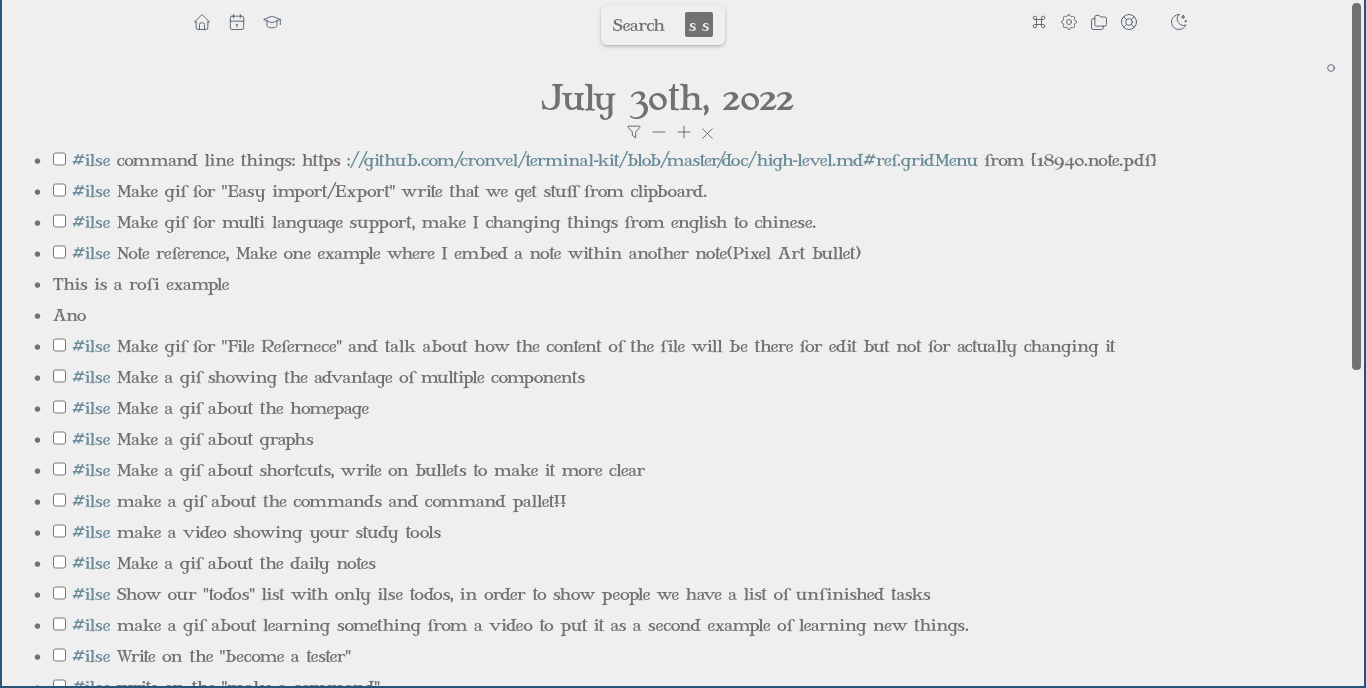 Search s s
July 30th, 2022
#ilse command line things: https ://github.com/cronvel/terminal-kit/blob/master/doc/high-level.md#ref.gridMenu from [18940.note.pdf]
#ilse Make gif for "Easy import/Export" write that we get stuff from clipboard.
#ilse Make gif for multi language support, make I changing things from english to chinese.
#ilse Note reference, Make one example where I embed a note within another note(Pixel Art bullet)
This is a rofi example
Ano
#ilse Make gif for "File Refernece" and talk about how the content of the file will be there for edit but not for actually changing it
#ilse Make a gif showing the advantage of multiple components
#ilse Make a gif about the homepage
#ilse Make a gif about graphs
#ilse Make a gif about shortcuts, write on bullets to make it more clear
#ilse make a gif about the commands and command pallet!!
#ilse make a video showing your study tools
#ilse Make a gif about the daily notes
#ilse Show our "todos" list with only ilse todos, in order to show people we have a list of unfinished tasks
#ilse make a gif about learning something from a video to put it as a second example of learning new things.
#ilse Write on the "become a tester"
#ilse write on the "make a command"